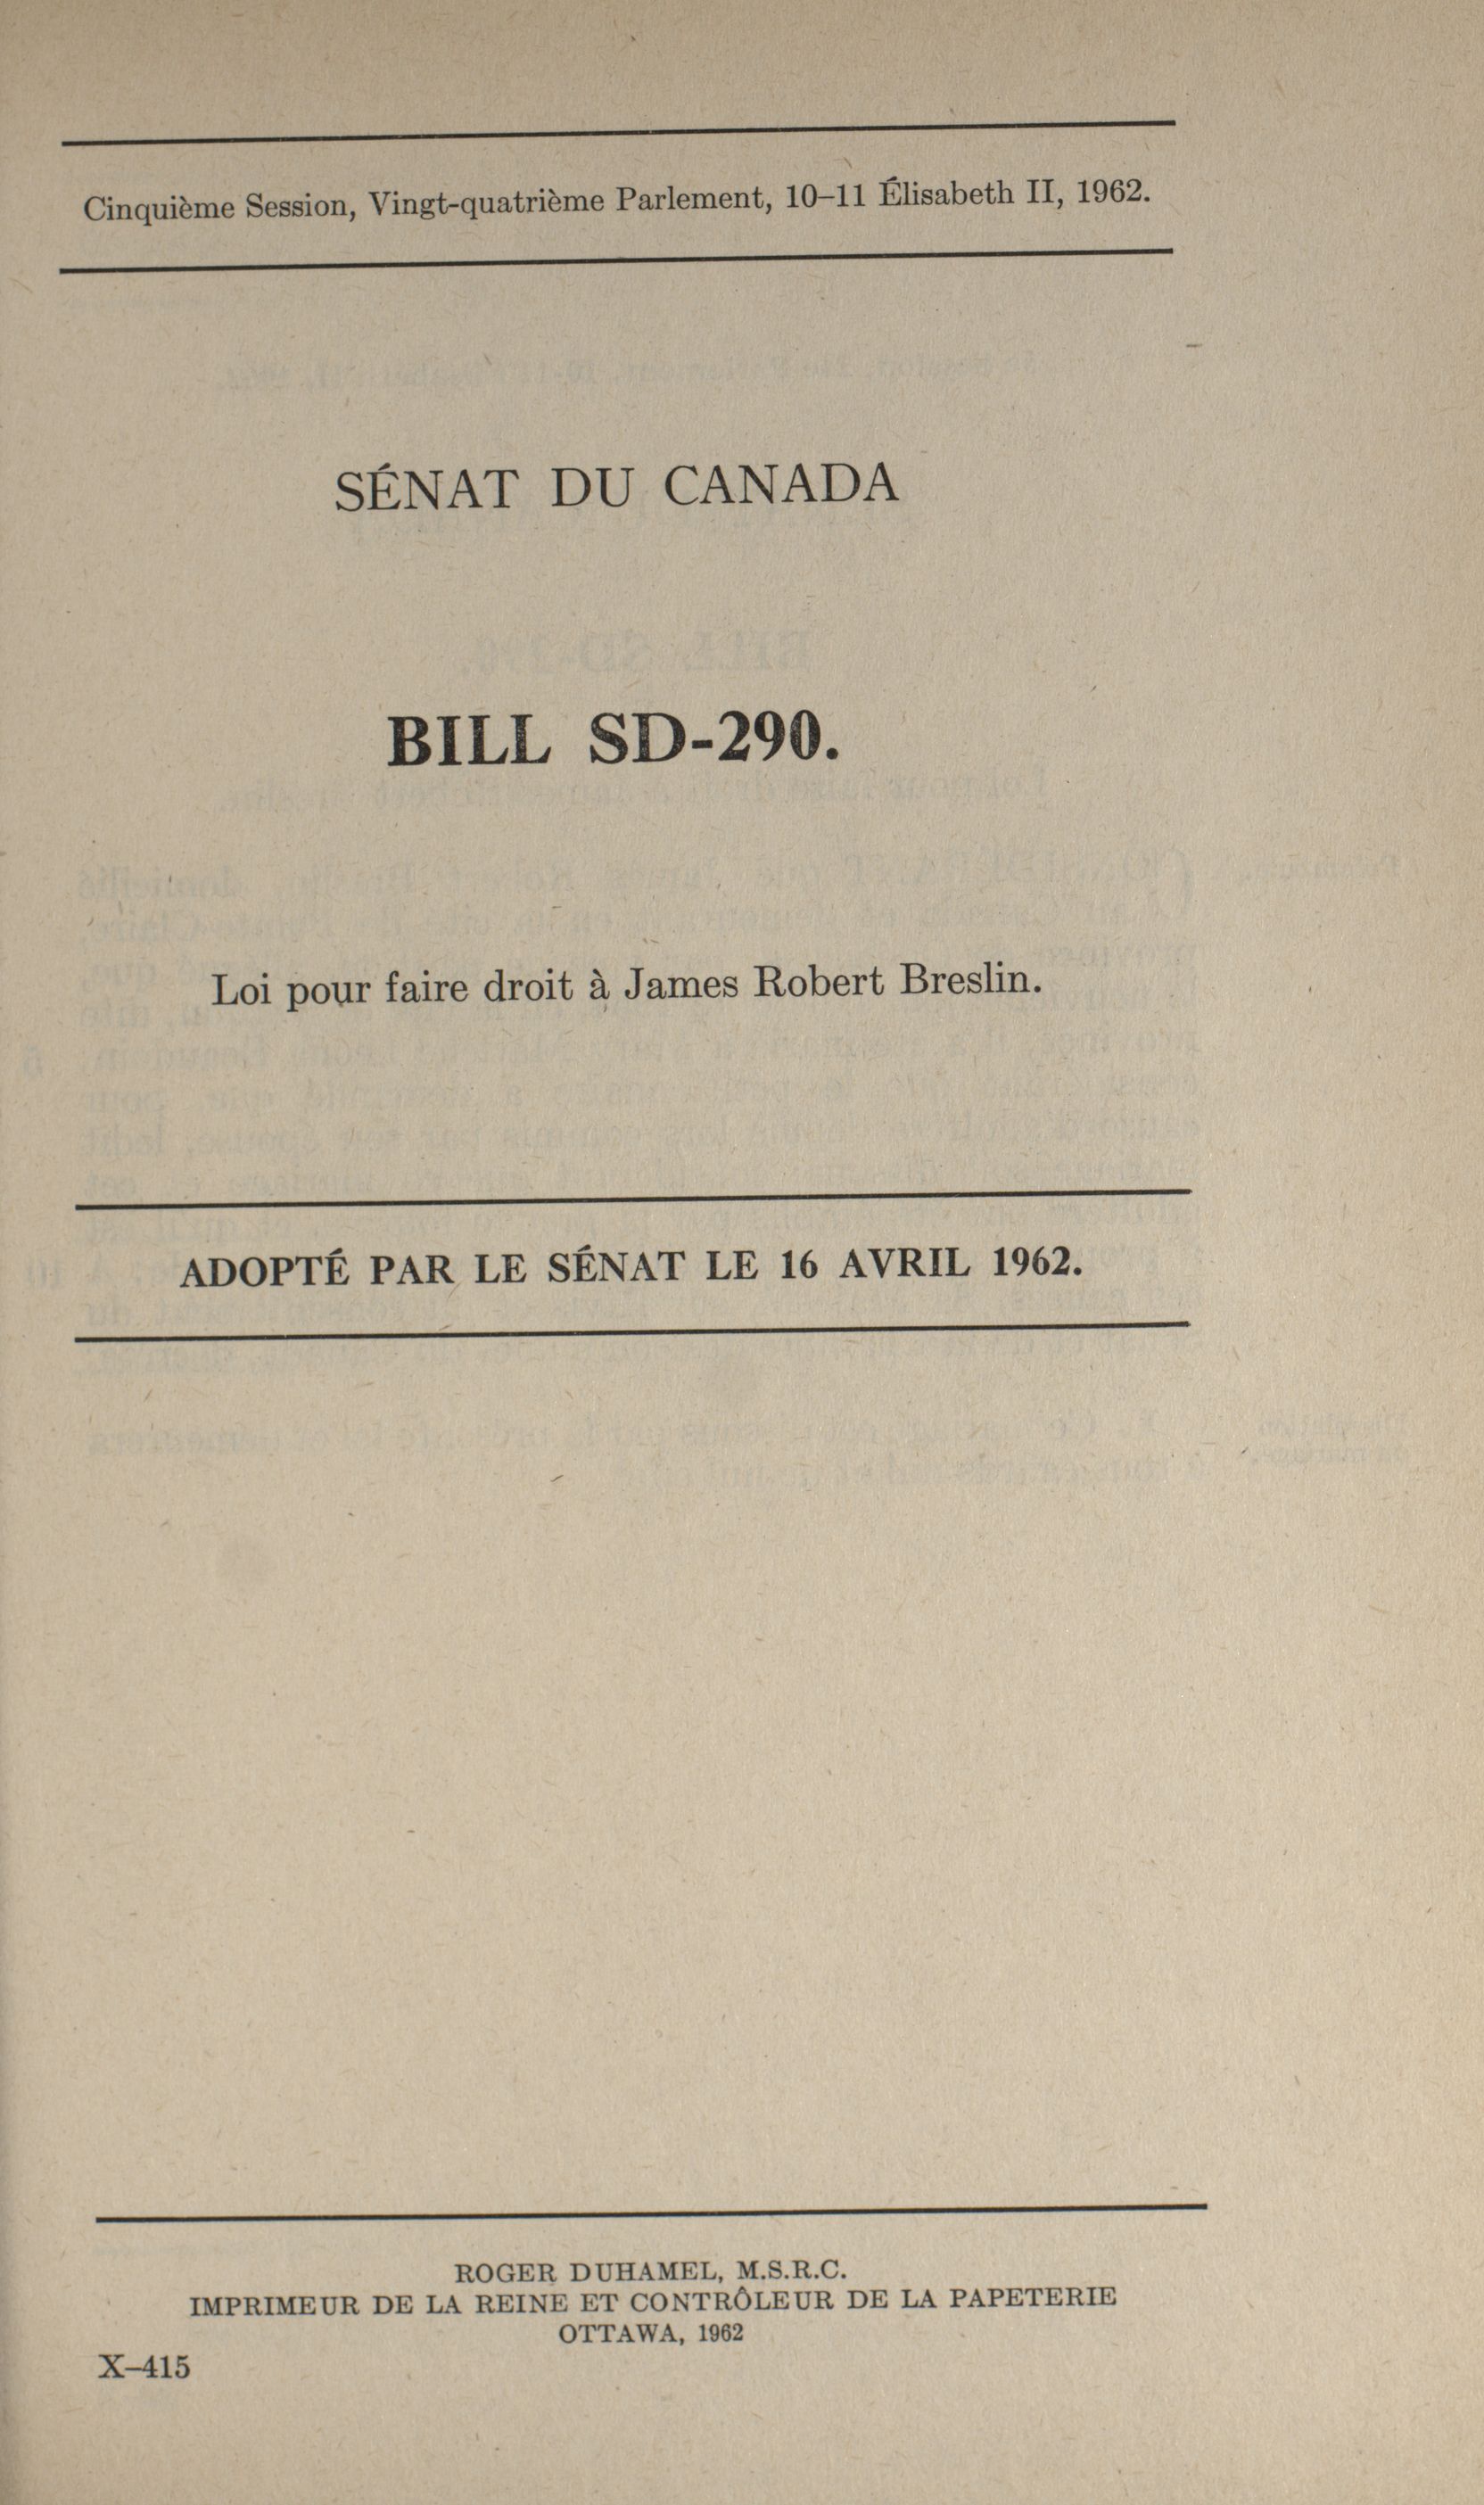 Cinquième Session, Vingt-quatrième Parlement, 10–11 Élisabeth II, 1962.
SÉNAT DU CANADA
BILL SD-290.
Loi pour faire droit à James Robert Breslin.
ADOPTÉ PAR LE SÉNAT LE 16 AVRIL 1962.
ROGER DUHAMEL, M.S.R.C.
IMPRIMEUR DE LA REINE ET CONTRÔLEUR DE LA PAPETERIE
OTTAWA, 1962
X–415